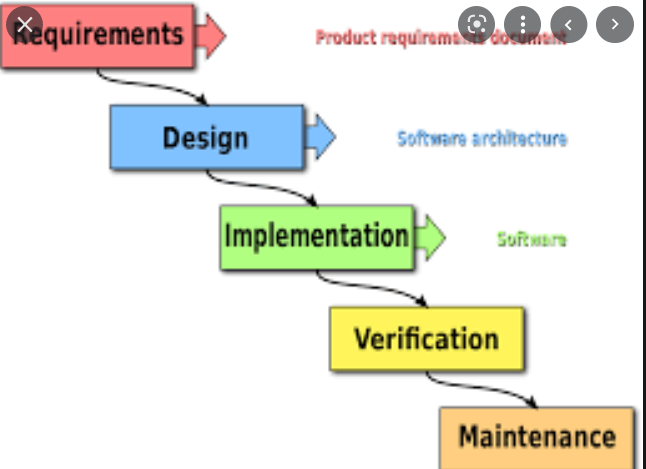 Requirements
Product requirements document
Design
Software architecture
Implementation
Software
Verification
Maintenance